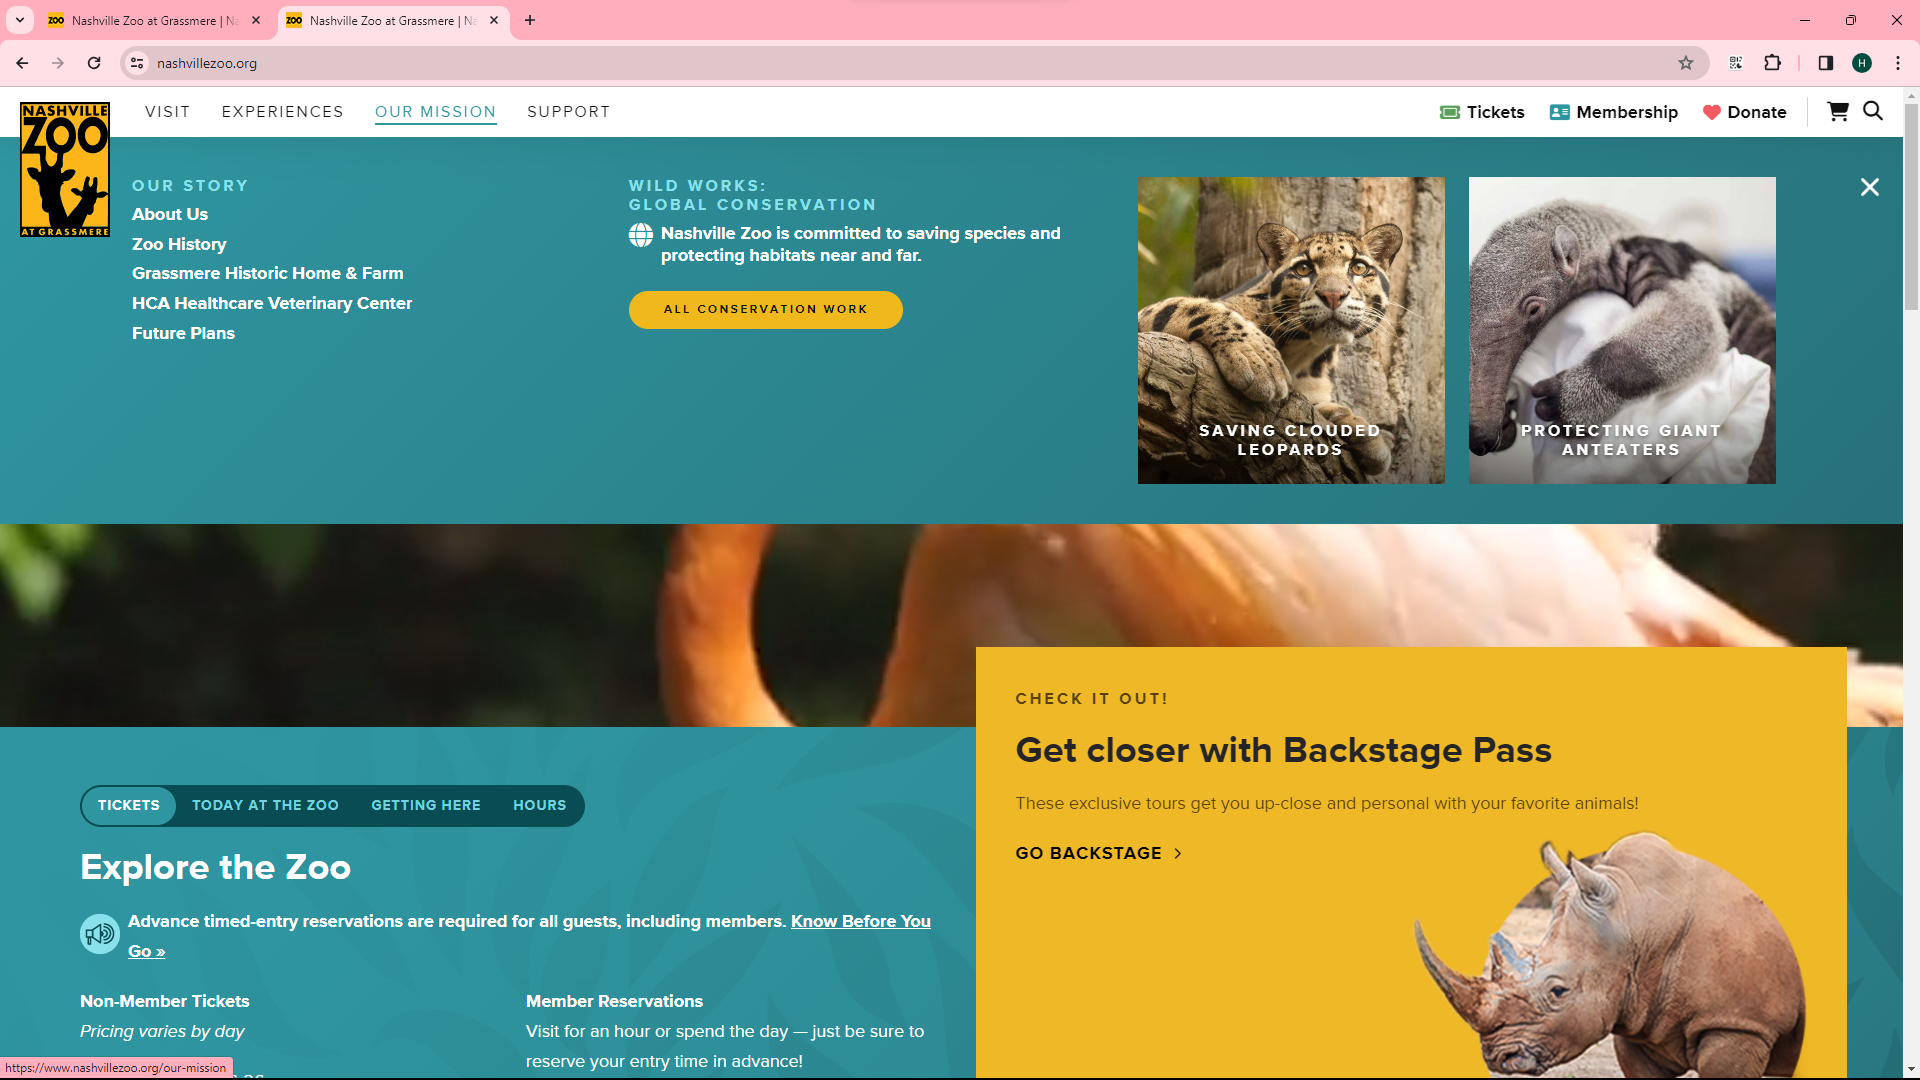 Nashville Zoo at Grassmere | Na
Nashville Zoo at Grassmere | Na
nashvillezoo.org
H
NASHVILLE
ZOO
AT GRASSMERE
VISIT
EXPERIENCES
OUR MISSION
SUPPORT
Tickets
Membership
Donate
OUR STORY
About Us
Zoo History
Grassmere Historic Home & Farm
HCA Healthcare Veterinary Center
Future Plans
WILD WORKS:
GLOBAL CONSERVATION
Nashville Zoo is committed to saving species and
protecting habitats near and far.
ALL CONSERVATION WORK
SAVING CLOUDED
LEOPARDS
PROTECTING GIANT
ANTEATERS
CHECK IT OUT!
Get closer with Backstage Pass
These exclusive tours get you up-close and personal with your favorite animals!
GO BACKSTAGE >
TICKETS
TODAY AT THE ZOO
GETTING HERE
HOURS
Explore the Zoo
Advance timed-entry reservations are required for all guests, including members. Know Before You
Go »
Non-Member Tickets
Pricing varies by day
Member Reservations
Visit for an hour or spend the day — just be sure to
reserve your entry time in advance!
https://www.nashvillezoo.org/our-mission